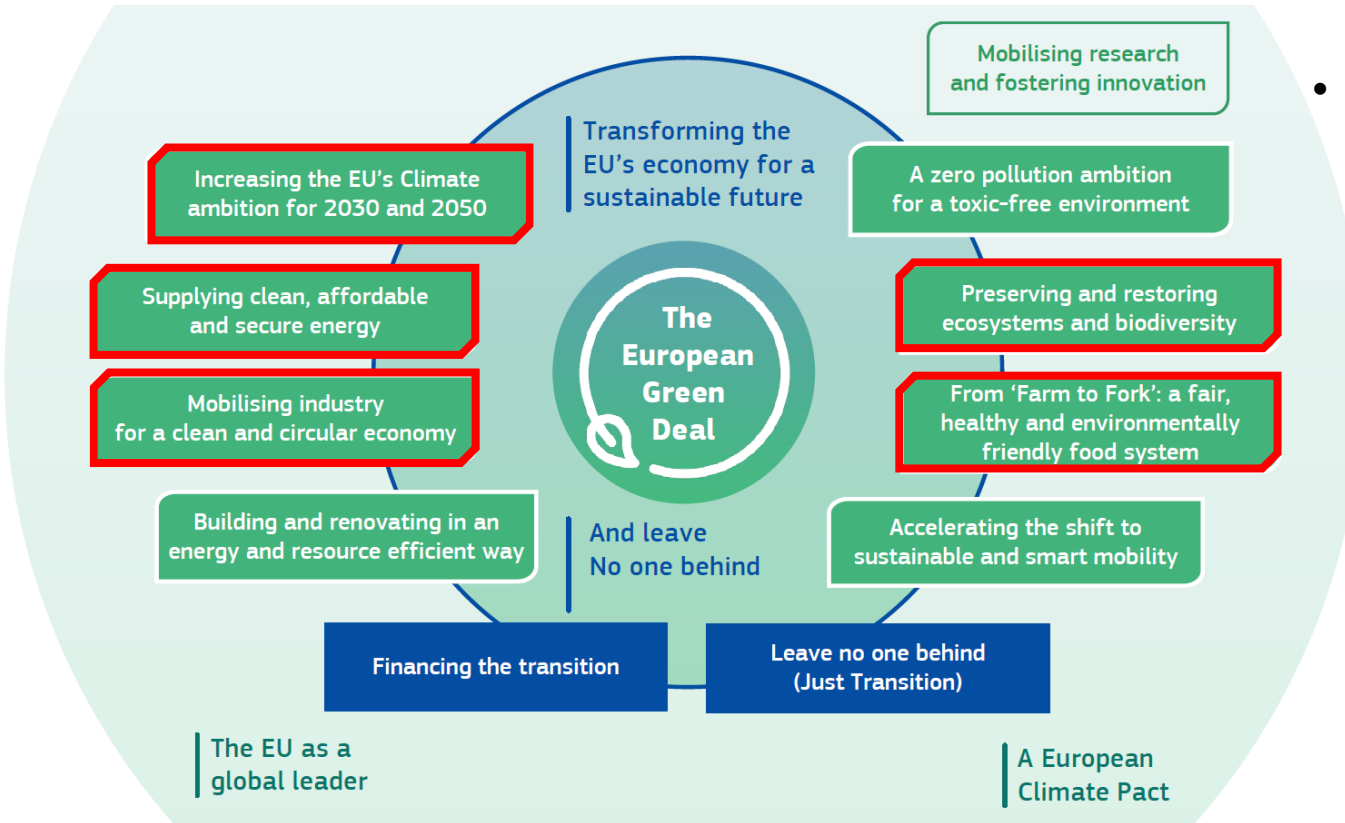 Mobilising research
and fostering innovation
Transforming the
EU's economy for a
sustainable future
Increasing the EU's Climate
ambition for 2030 and 2050
A zero pollution ambition
for a toxic-free environment
Supplying clean, affordable
and secure energy
The
European
Green
Deal
Preserving and restoring
ecosystems and biodiversity
Mobilising industry
for a clean and circular economy
From ‘Farm to Fork’: a fair,
healthy and environmentally
friendly food system
Building and renovating in an
energy and resource efficient way
And leave
No one behind
Accelerating the shift to
sustainable and smart mobility
Financing the transition
Leave no one behind
(Just Transition)
The EU as a
global leader
A European
Climate Pact